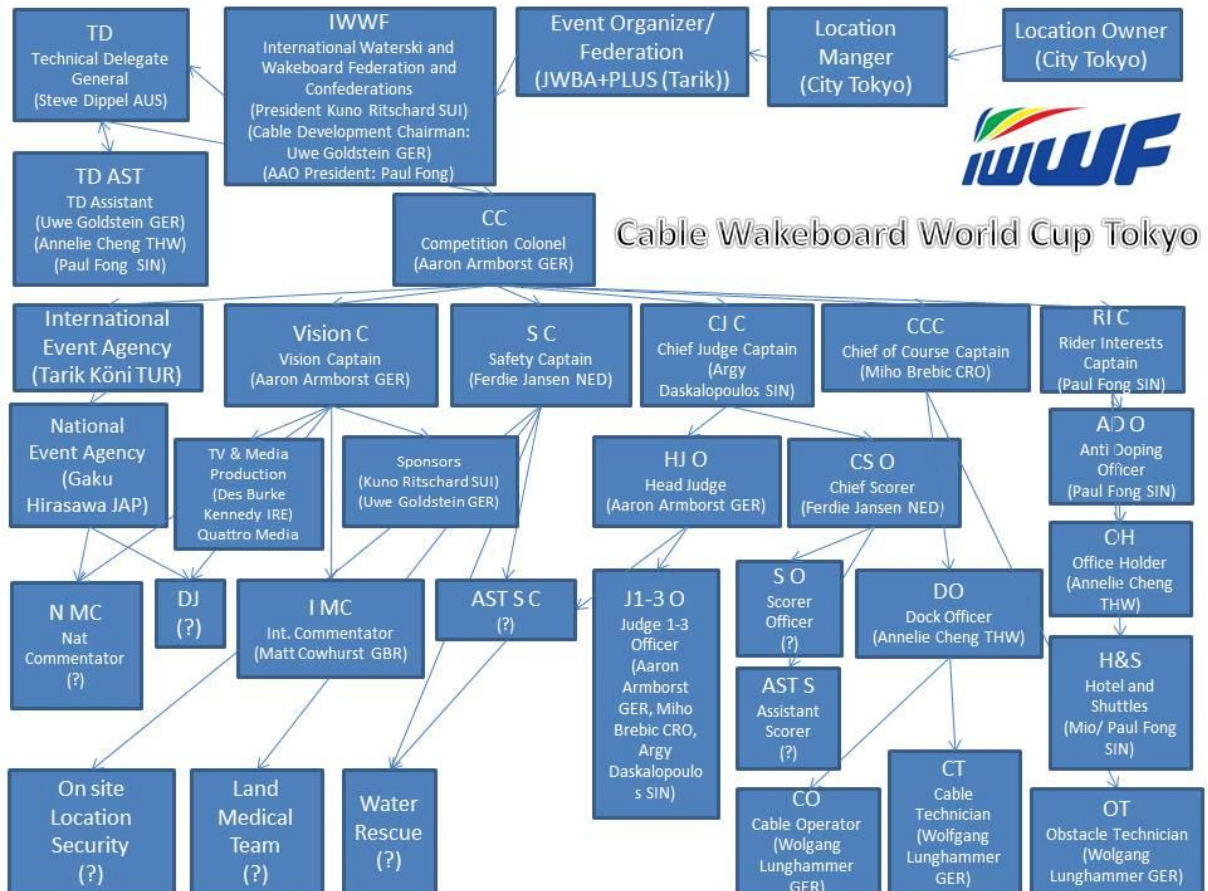 TD
Technical Delegate
General
(Steve Dippel AUS)
IWWF
International Waterski and
Wakeboard Federation and
Confederations
(President Kuno Ritschard SUI)
(Cable Development Chairman:
Uwe Goldstein GER)
(AAO President: Paul Fong)
Event Organizer/
Federation
(JWBA+PLUS (Tarik))
Location
Manger
(City Tokyo)
Location Owner
(City Tokyo)
IWWF
TD AST
TD Assistant
(Uwe Goldstein GER)
(Annelie Cheng THW)
(Paul Fong SIN)
CC
Competition Colonel
(Aaron Armborst GER)
Cable Wakeboard World Cup Tokyo
International
Event Agency
(Tarik Köni TUR)
Vision C
Vision Captain
(Aaron Armborst GER)
S C
Safety Captain
(Ferdie Jansen NED)
CJ C
Chief Judge Captain
(Argy
Daskalopoulos SIN)
CCC
Chief of Course Captain
(Miho Brebic CRO)
RI C
Rider Interests
Captain
(Paul Fong SIN)
National
Event Agency
(Gaku
Hirasawa JAP)
TV & Media
Production
(Des Burke
Kennedy IRE)
Quattro Media
Sponsors
(Kuno Ritschard SUI)
(Uwe Goldstein GER)
HJ O
Head Judge
(Aaron Armborst GER)
CS O
Chief Scorer
(Ferdie Jansen NED)
AD O
Anti Doping
Officer
(Paul Fong SIN)
N MC
Nat
Commentator
(?)
DJ
(?)
I MC
Int. Commentator
(Matt Cowhurst GBR)
AST S C
(?)
J1-3 O
Judge 1-3
Officer
(Aaron
Armborst
GER, Miho
Brebic CRO,
Argy
Daskalopoulo
s SIN)
S O
Scorer
Officer
(?)
DO
Dock Officer
(Annelie Cheng THW)
OH
Office Holder
(Annelie Cheng
THW)
AST S
Assistant
Scorer
(?)
H&S
Hotel and
Shuttles
(Mio/ Paul Fong
SIN)
On site
Location
Security
(?)
Land
Medical
Team
(?)
Water
Rescue
(?)
CO
Cable Operator
(Wolgang
Lunghammer
GER)
CT
Cable
Technician
(Wolfgang
Lunghammer
GER)
OT
Obstacle Technician
(Wolgang
Lunghammer GER)